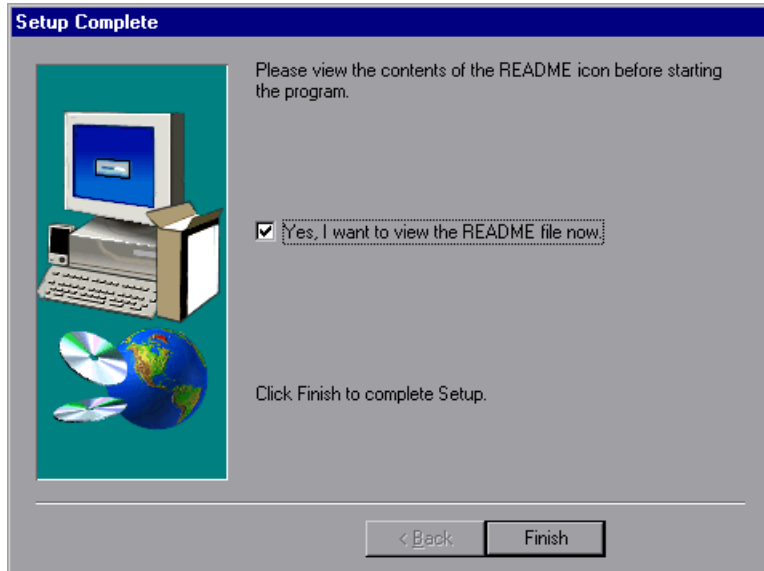 Setup Complete
Please view the contents of the README icon before starting
the program.
Yes, I want to view the README file now.
Click Finish to complete Setup.
< Back
Finish